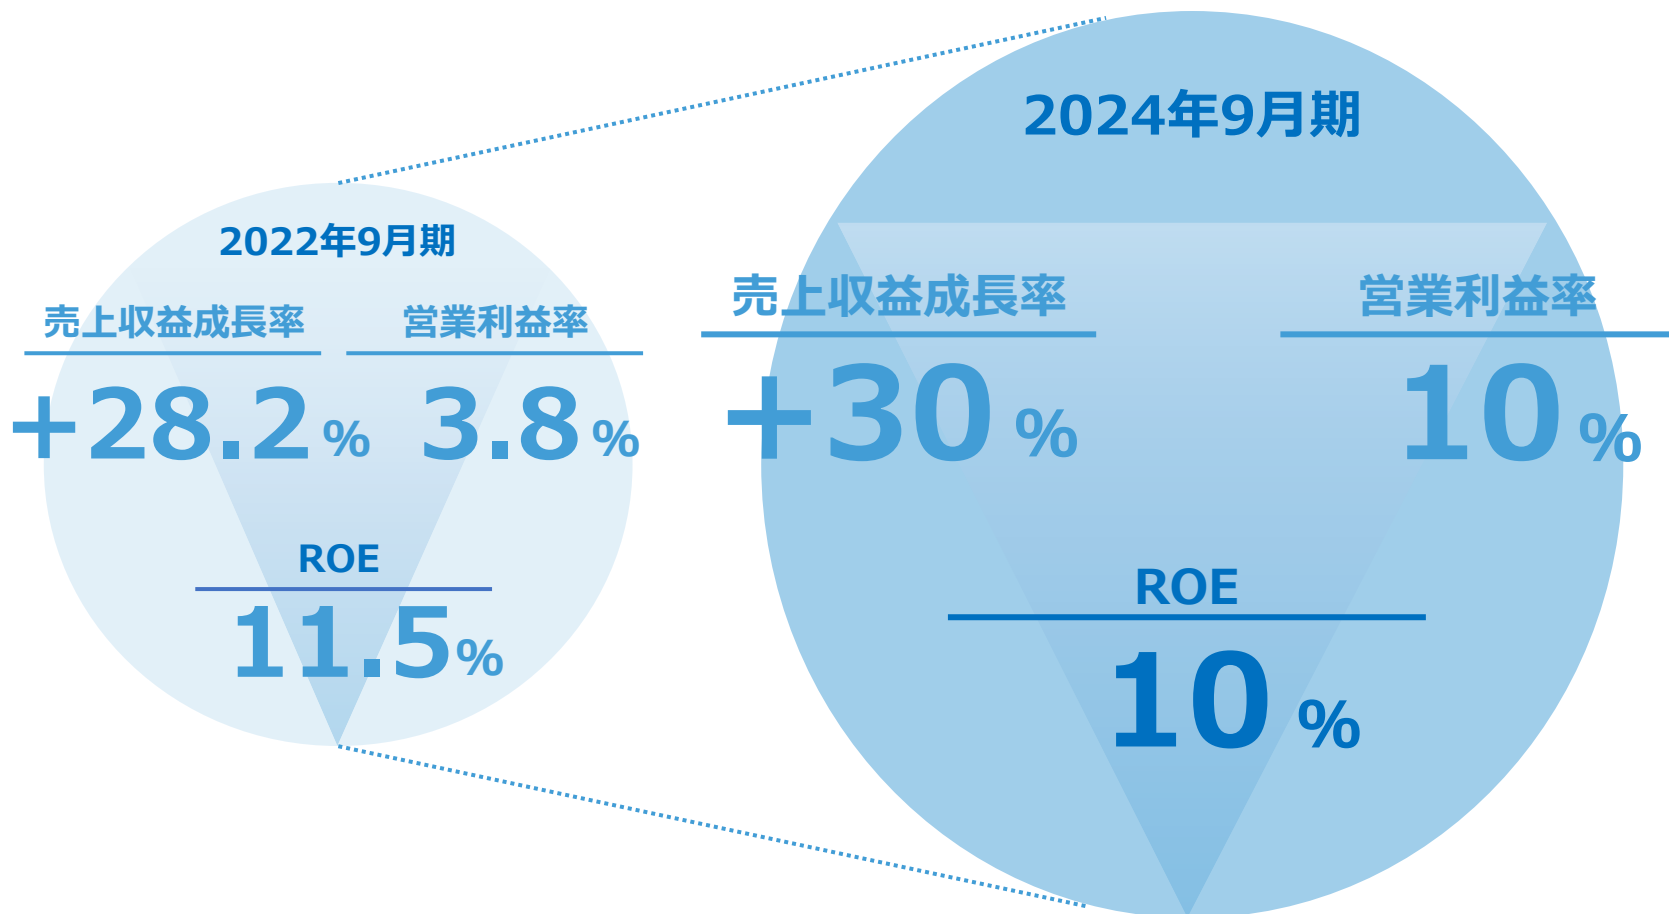 2022年9月期
売上収益成長率
+28.2%
営業利益率
3.8%
ROE
11.5%
2024年9月期
売上収益成長率
+30%
営業利益率
10%
ROE
10%